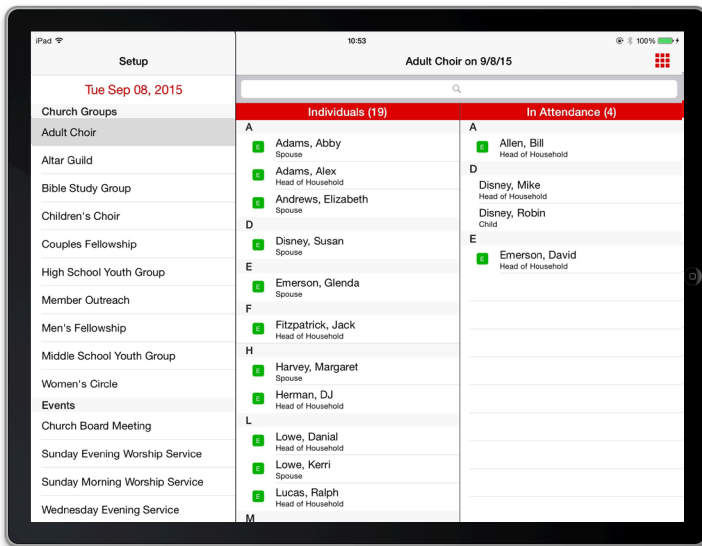 iPad
10:53
100%
Setup
Adult Choir on 9/8/15
Tue Sep 08, 2015
Church Groups
Adult Choir
Altar Guild
Bible Study Group
Children's Choir
Couples Fellowship
High School Youth Group
Member Outreach
Men's Fellowship
Middle School Youth Group
Women's Circle
Events
Church Board Meeting
Sunday Evening Worship Service
Sunday Morning Worship Service
Wednesday Evening Service
Individuals (19)
A
E Adams, Abby
Spouse
E Adams, Alex
Head of Household
E Andrews, Elizabeth
Spouse
D
E Disney, Susan
Spouse
E
E Emerson, Glenda
Spouse
F
E Fitzpatrick, Jack
Head of Household
H
E Harvey, Margaret
Spouse
E Herman, DJ
Head of Household
L
E Lowe, Danial
Head of Household
E Lowe, Kerri
Spouse
E Lucas, Ralph
Head of Household
M
In Attendance (4)
A
E Allen, Bill
Head of Household
D
Disney, Mike
Head of Household
Disney, Robin
Child
E
E Emerson, David
Head of Household